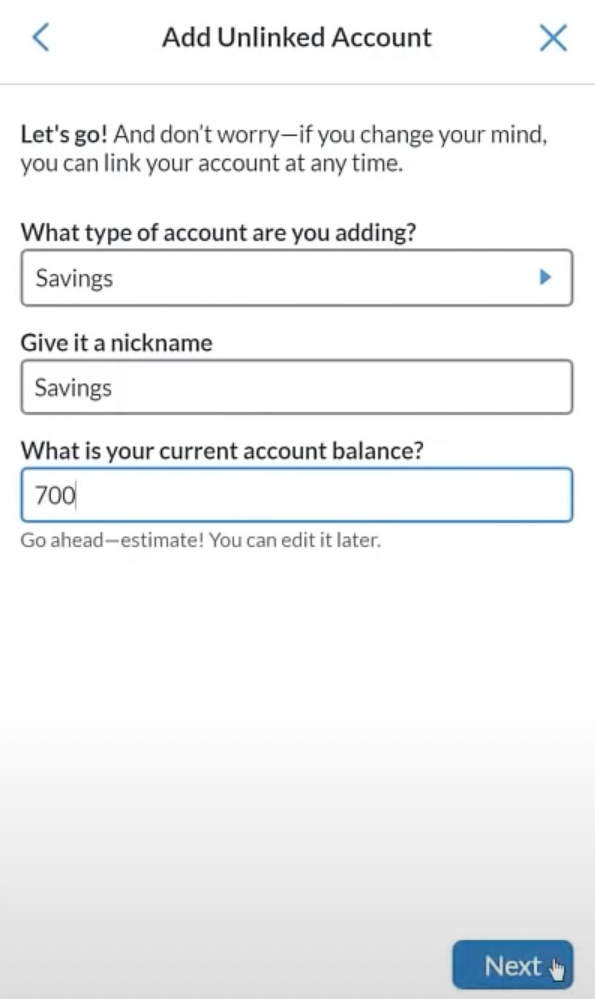 Add Unlinked Account
Let's go! And don’t worry—if you change your mind,
you can link your account at any time.
What type of account are you adding?
Savings
Give it a nickname
Savings
What is your current account balance?
700
Go ahead—estimate! You can edit it later.
Next